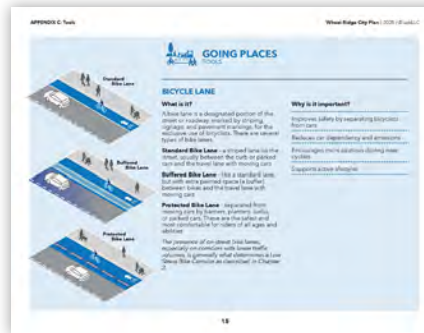 APPENDIX C: Tools
Wheat Ridge City Plan
GOING PLACES
TOOLS
Standard
Bike Lane
Buffered
Bike Lane
Protected
Bike Lane
BICYCLE LANE
What is it?
A bike lane is a designated portion of the
street or roadway marked by striping,
signage, and pavement markings, for the
exclusive use of bicyclists. There are several
types of bike lanes.
Standard Bike Lane - a striped lane on the
street, usually between the curb or parked
cars and the travel lane with moving cars
Buffered Bike Lane - like a standard lane,
but with extra painted space (a buffer)
between bikes and the travel lane with
moving cars
Protected Bike Lane - separated from
moving cars by barriers, planters, curbs,
or parked cars. These are the safest and
most comfortable for riders of all ages and
abilities
The presence of on-street bike lanes,
especially on corridors with lower traffic
volumes, is generally what determines a Low
Stress Bike Corridor as described in Chapter
Why is it important?
Improves safety by separating bicyclists
from cars
Reduces car dependency and emissions
Encourages more casual riding
Supports active lifestyles